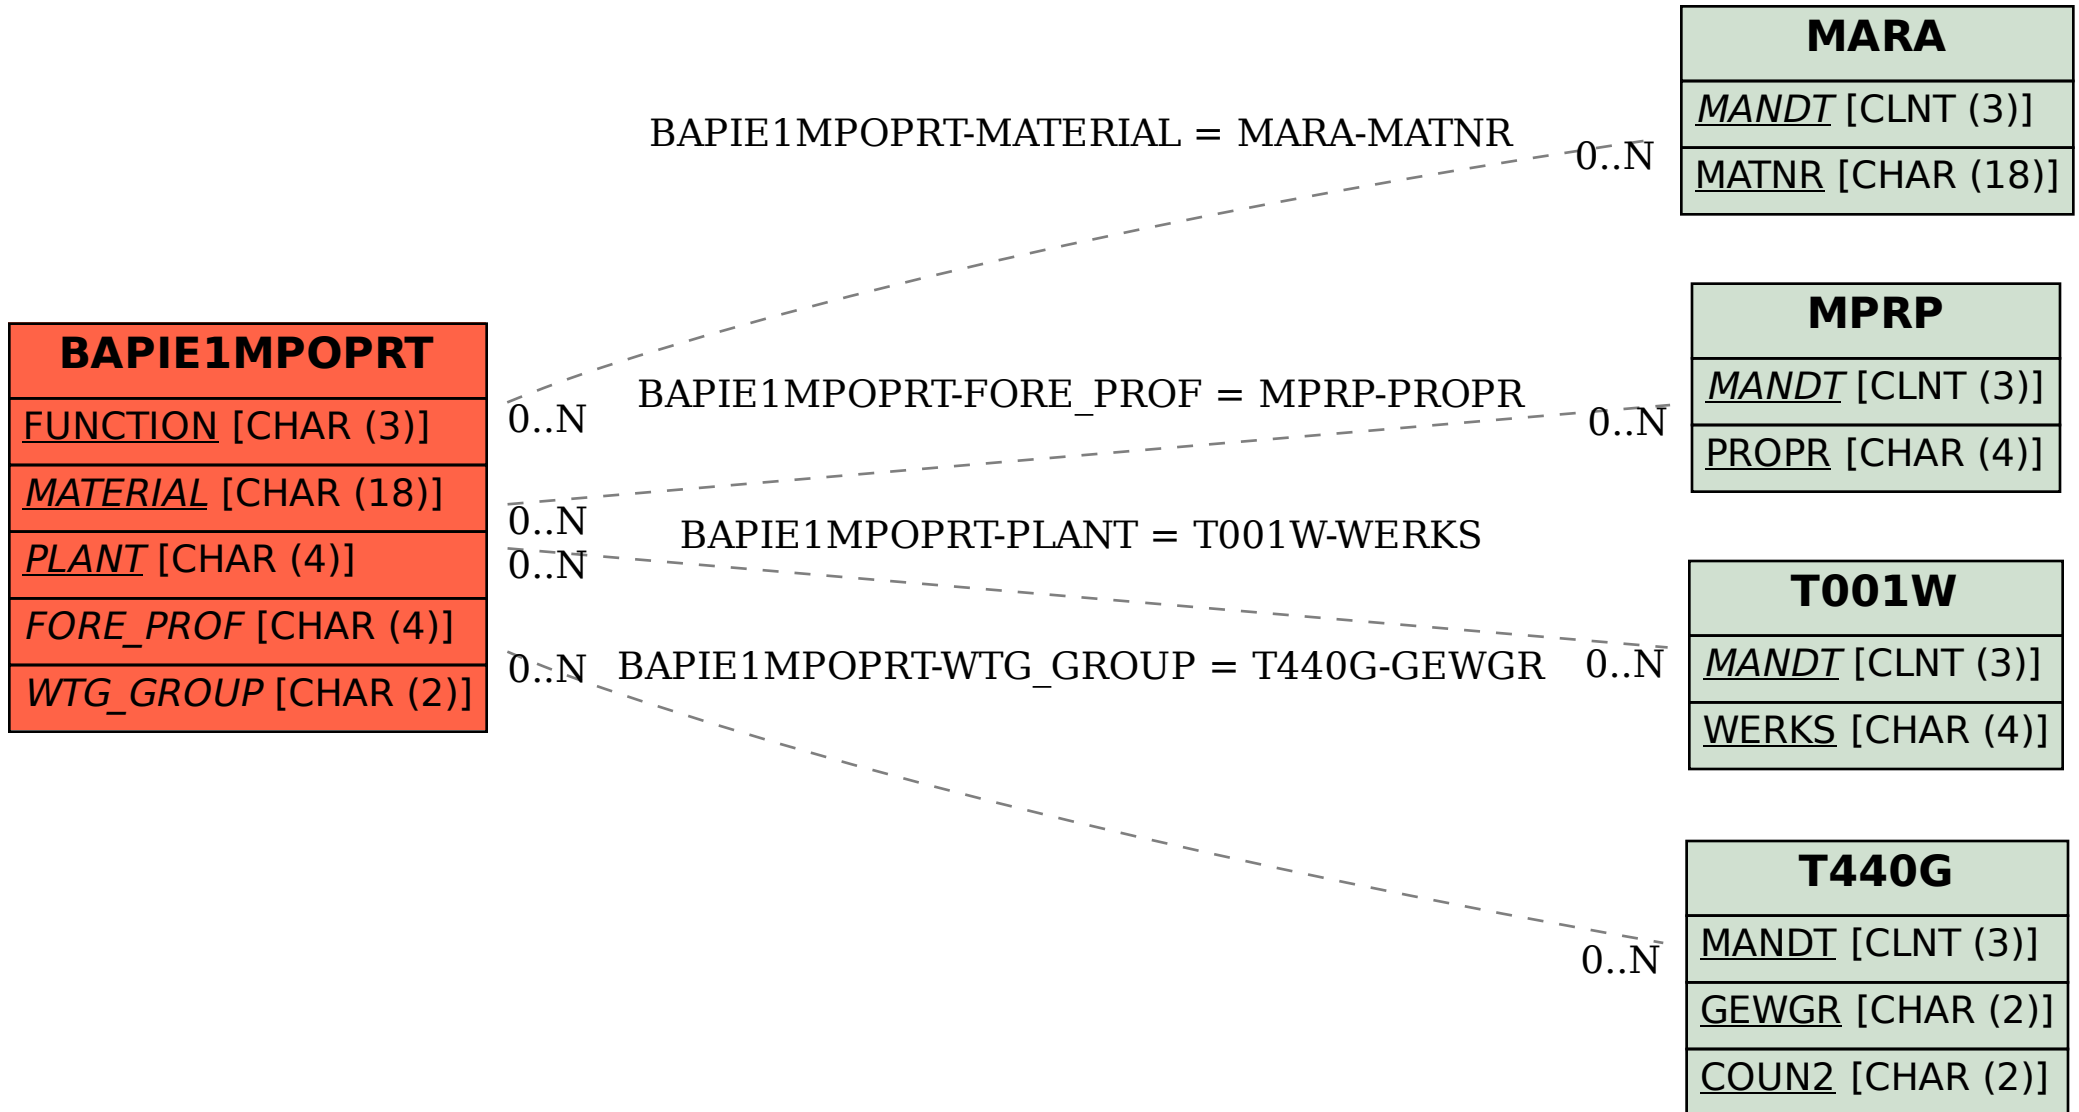 BAPIE1MPOPRT
FUNCTION [CHAR (3)]
MATERIAL [CHAR (18)]
PLANT [CHAR (4)]
FORE_PROF [CHAR (4)]
WTG_GROUP [CHAR (2)]
BAPIE1MPOPRT-MATERIAL = MARA-MATNR
0..N
0..N
BAPIE1MPOPRT-FORE_PROF = MPRP-PROPR
0..N
0..N
BAPIE1MPOPRT-PLANT = T001W-WERKS
0..N
0..N
BAPIE1MPOPRT-WTG_GROUP = T440G-GEWGR
0..N
0..N
MARA
MANDT [CLNT (3)]
MATNR [CHAR (18)]
MPRP
MANDT [CLNT (3)]
PROPR [CHAR (4)]
T001W
MANDT [CLNT (3)]
WERKS [CHAR (4)]
T440G
MANDT [CLNT (3)]
GEWGR [CHAR (2)]
COUN2 [CHAR (2)]